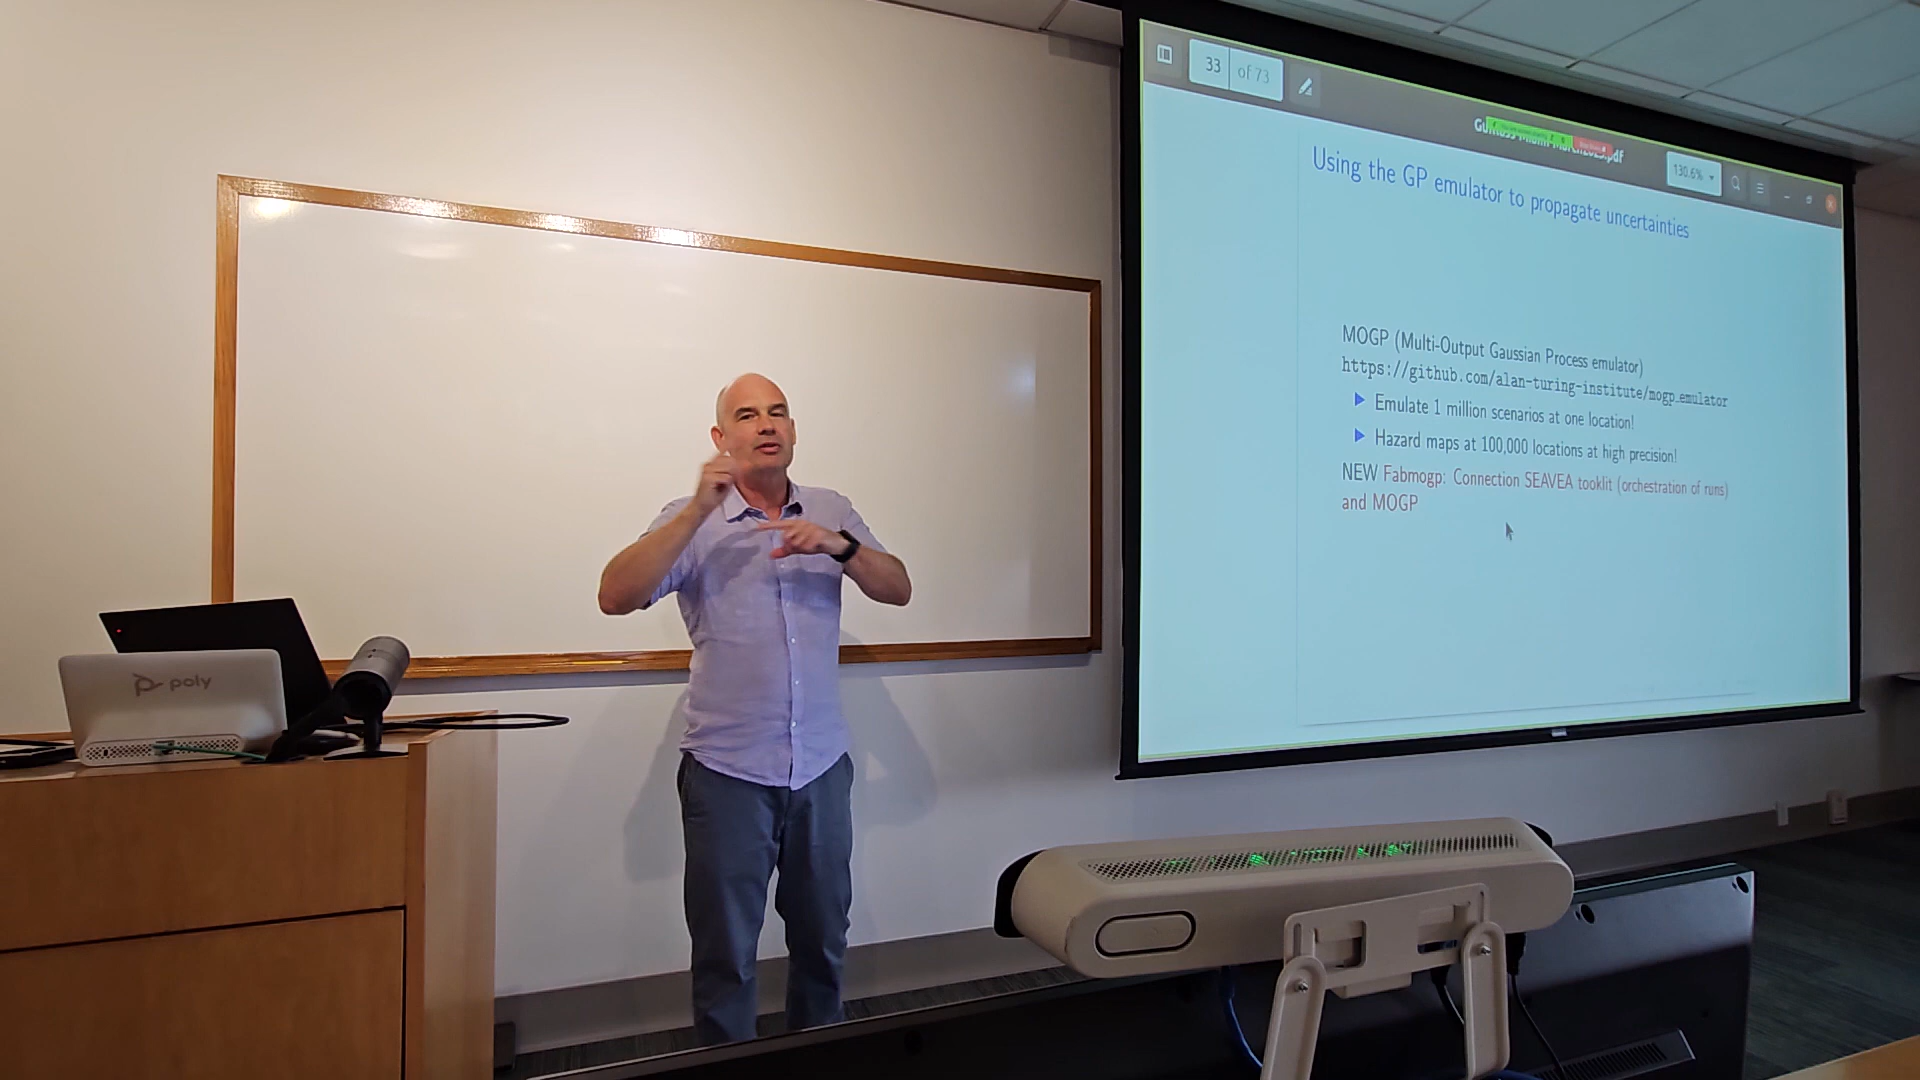 33 of 73
130.6%
Using the GP emulator to propagate uncertainties
MOGP (Multi-Output Gaussian Process emulator)
https://github.com/alan-turing-institute/mogp_emulator
Emulate 1 million scenarios at one location!
Hazard maps at 100,000 locations at high precision!
NEW Fabmogp: Connection SEAVEA tooklit (orchestration of runs)
and MOGP
poly